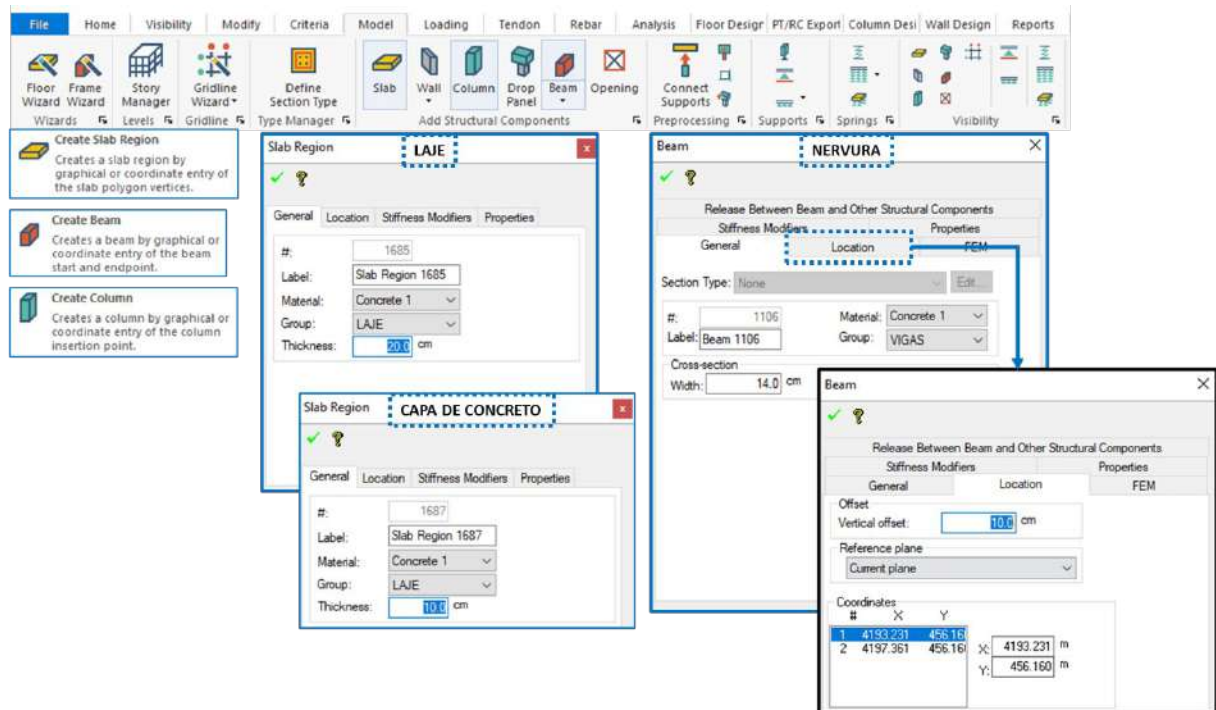 File Home Visibility Modify Criteria Model Loading Tendon Rebar Analysis Floor Design PT/RC Export Column Desi Wall Design Reports
Floor Wizard
Frame Wizard
Story Manager
Gridline Wizard
Define Section Type
Slab
Wall
Column
Drop Panel
Beam
Opening
Connect Supports
Wizards Levels Gridline Type Manager Add Structural Components Preprocessing Supports Springs Visibility
Create Slab Region
Creates a slab region by
graphical or coordinate entry of
the slab polygon vertices.
Create Beam
Creates a beam by graphical or
coordinate entry of the beam
start and endpoint.
Create Column
Creates a column by graphical or
coordinate entry of the column
insertion point.
Slab Region LAJE x
General Location Stiffness Modifiers Properties
#: 1685
Label: Slab Region 1685
Material: Concrete 1
Group: LAJE
Thickness: 20.0 cm
Slab Region CAPA DE CONCRETO x
General Location Stiffness Modifiers Properties
#: 1687
Label: Slab Region 1687
Material: Concrete 1
Group: LAJE
Thickness: 10.0 cm
Beam NERVURA
Release Between Beam and Other Structural Components
Stiffness Modifiers Properties
General Location FEM
Section Type: None Edit...
#: 1106 Material: Concrete 1
Label: Beam 1106 Group: VIGAS
Cross-section
Width: 14.0 cm
Beam
Release Between Beam and Other Structural Components
Stiffness Modifiers Properties
General Location FEM
Offset
Vertical offset: 10.0 cm
Reference plane
Current plane
Coordinates
# X Y
1 4193.231 456.160
2 4197.361 456.160
X: 4193.231 m
Y: 456.160 m